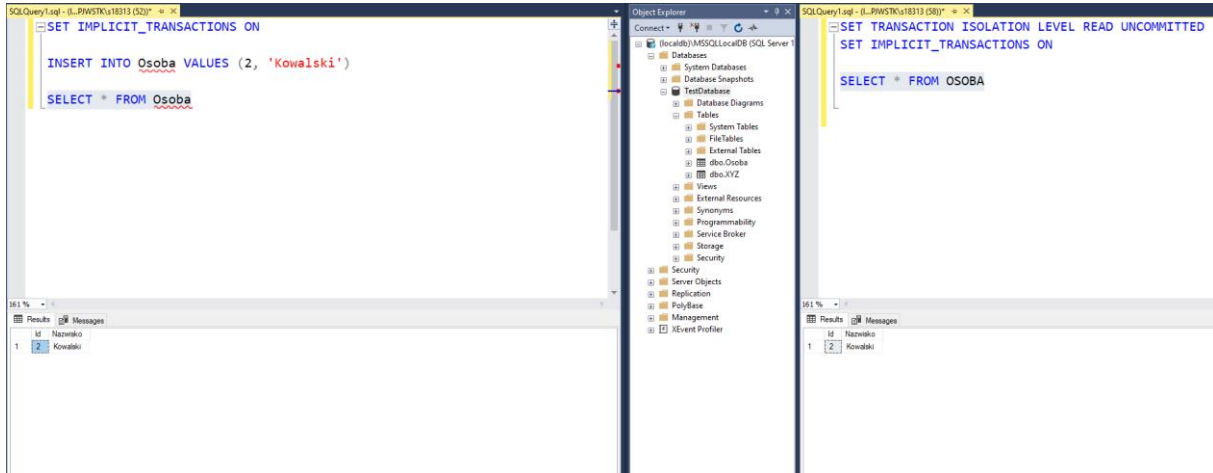 SQLQuery1.sql - (l...PJWSTK\s18313 (52))*
SET IMPLICIT_TRANSACTIONS ON
INSERT INTO Osoba VALUES (2, 'Kowalski')
SELECT * FROM Osoba
161 %
Results Messages
Id Nazwisko
1 2 Kowalski
Object Explorer
Connect
(localdb)\MSSQLLocalDB (SQL Server 1
Databases
System Databases
Database Snapshots
TestDatabase
Database Diagrams
Tables
System Tables
FileTables
External Tables
dbo.Osoba
dbo.XYZ
Views
External Resources
Synonyms
Programmability
Service Broker
Storage
Security
Security
Server Objects
Replication
PolyBase
Management
XEvent Profiler
SQLQuery1.sql - (l...PJWSTK\s18313 (58))*
SET TRANSACTION ISOLATION LEVEL READ UNCOMMITTED
SET IMPLICIT_TRANSACTIONS ON
SELECT * FROM OSOBA
161 %
Results Messages
Id Nazwisko
1 2 Kowalski